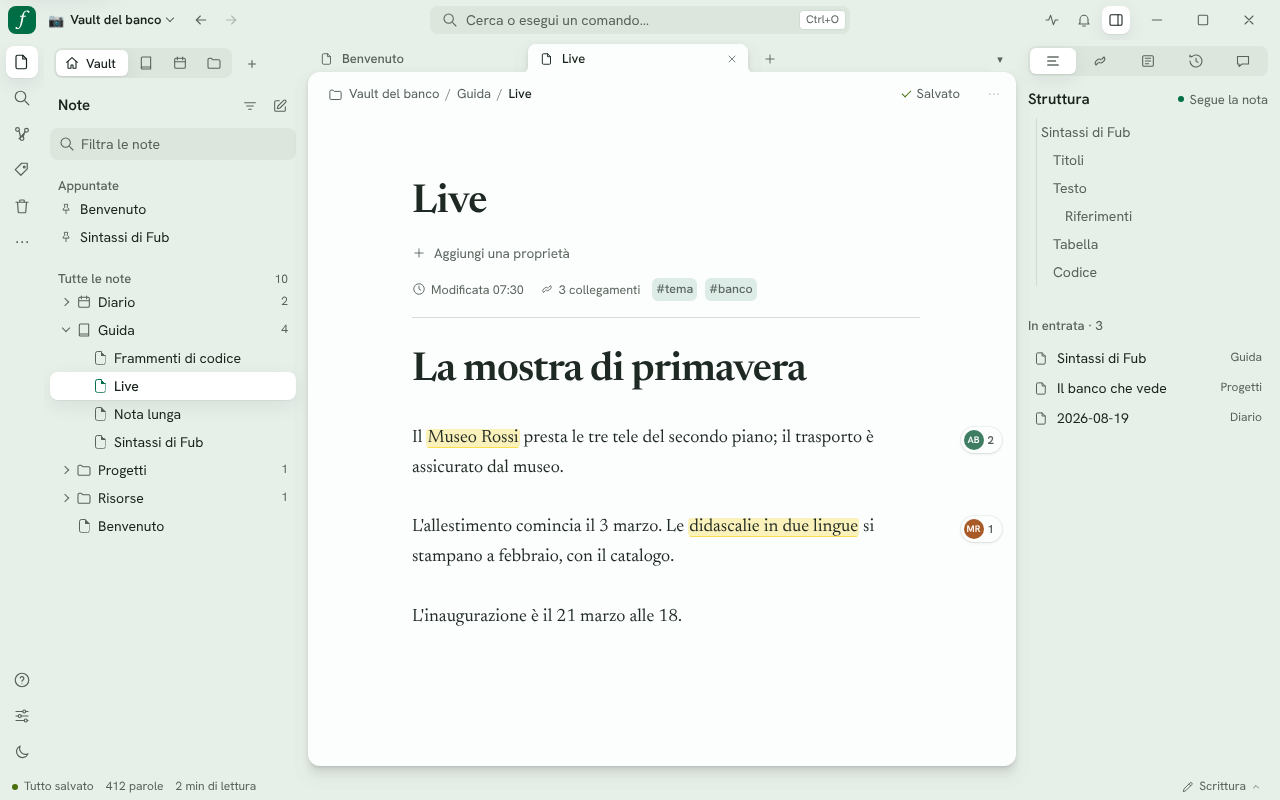 f
Vault del banco
Cerca o esegui un comando...
Ctrl+O
Vault
Benvenuto
Live
Note
Filtra le note
Appuntate
Benvenuto
Sintassi di Fub
Tutte le note 10
Diario 2
Guida 4
Frammenti di codice
Live
Nota lunga
Sintassi di Fub
Progetti 1
Risorse 1
Benvenuto
Vault del banco / Guida / Live
Salvato
Live
Aggiungi una proprietà
Modificata 07:30 3 collegamenti #tema #banco
La mostra di primavera
Il Museo Rossi presta le tre tele del secondo piano; il trasporto è
assicurato dal museo.
AB 2
L'allestimento comincia il 3 marzo. Le didascalie in due lingue si
stampano a febbraio, con il catalogo.
MR 1
L'inaugurazione è il 21 marzo alle 18.
Struttura
Segue la nota
Sintassi di Fub
Titoli
Testo
Riferimenti
Tabella
Codice
In entrata · 3
Sintassi di Fub Guida
Il banco che vede Progetti
2026-08-19 Diario
Tutto salvato 412 parole 2 min di lettura
Scrittura